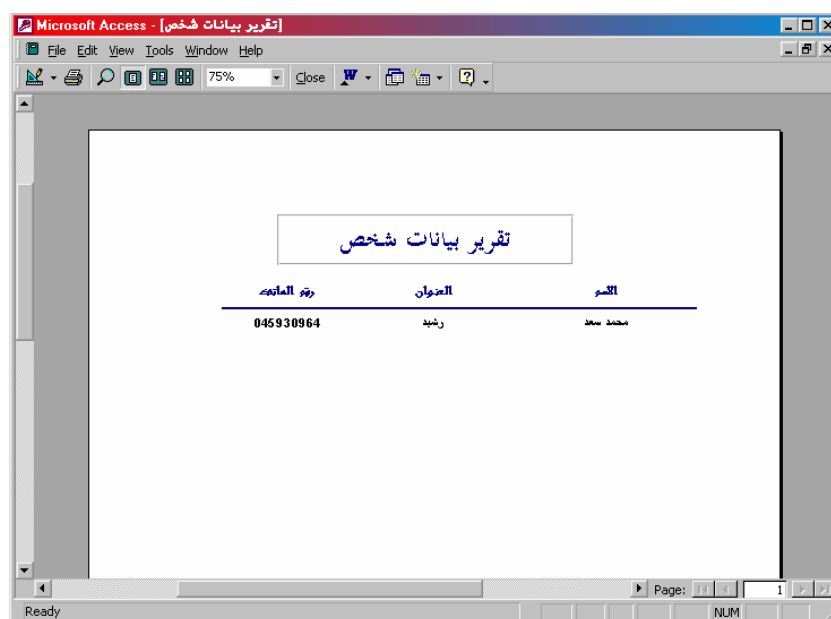 Microsoft Access - [تقرير بيانات شخص]
File Edit View Tools Window Help
75% Close
تقرير بيانات شخص
الاسم العنوان رقم الهاتف
محمد سعد رشيد 045930964
Page: 1
Ready NUM